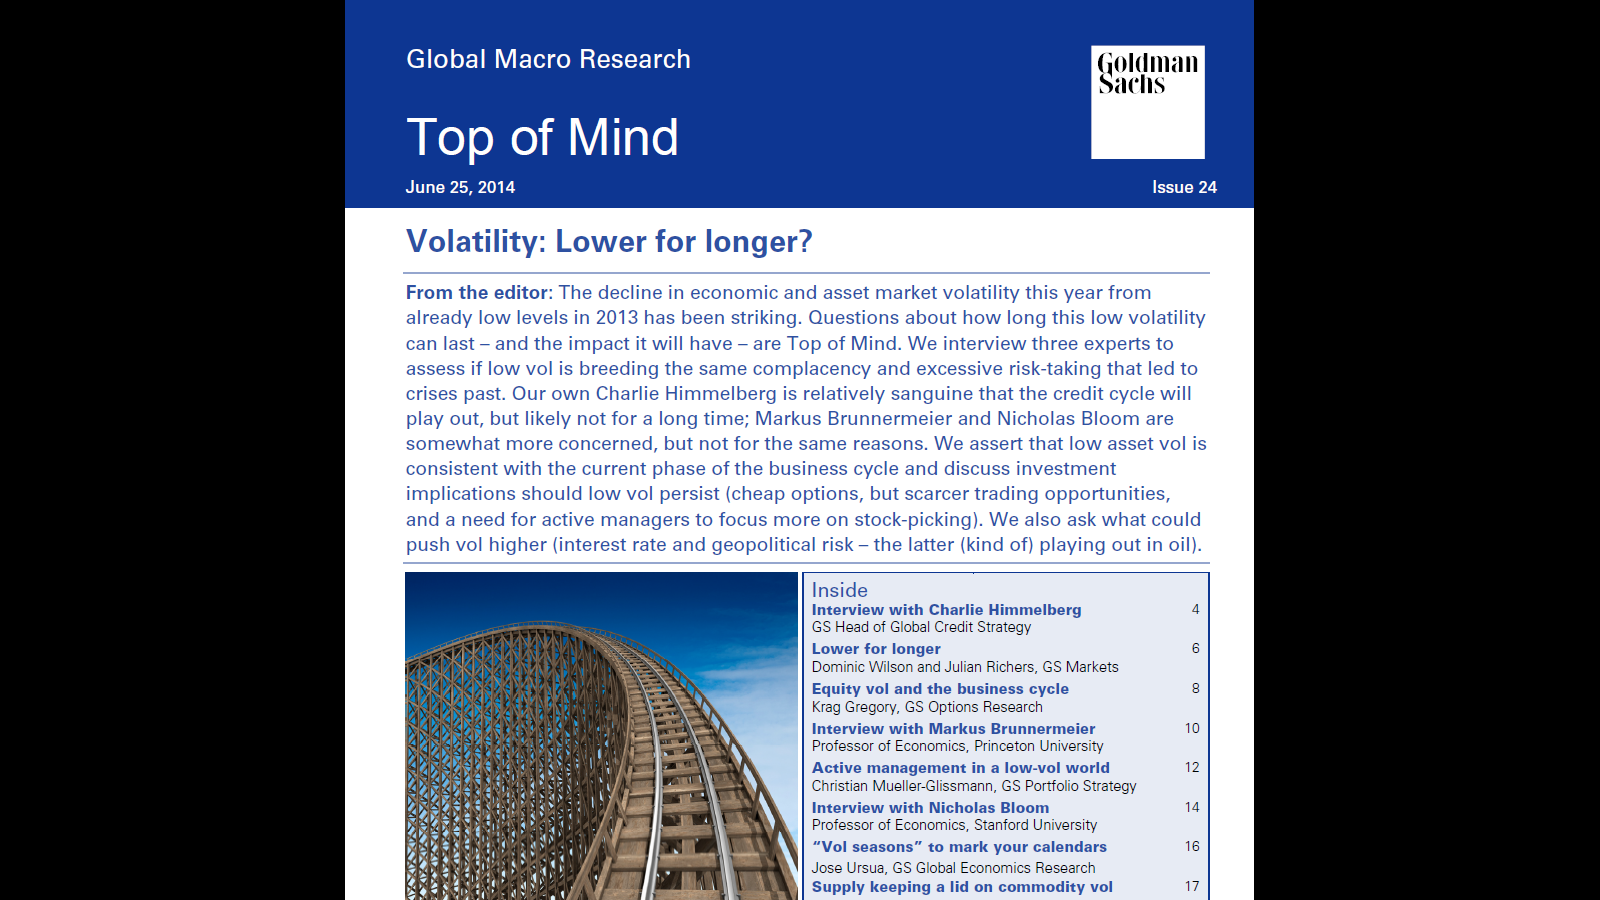 Global Macro Research
Goldman
Sachs
Top of Mind
June 25, 2014
Issue 24
Volatility: Lower for longer?
From the editor: The decline in economic and asset market volatility this year from
already low levels in 2013 has been striking. Questions about how long this low volatility
can last – and the impact it will have – are Top of Mind. We interview three experts to
assess if low vol is breeding the same complacency and excessive risk-taking that led to
crises past. Our own Charlie Himmelberg is relatively sanguine that the credit cycle will
play out, but likely not for a long time; Markus Brunnermeier and Nicholas Bloom are
somewhat more concerned, but not for the same reasons. We assert that low asset vol is
consistent with the current phase of the business cycle and discuss investment
implications should low vol persist (cheap options, but scarcer trading opportunities,
and a need for active managers to focus more on stock-picking). We also ask what could
push vol higher (interest rate and geopolitical risk – the latter (kind of) playing out in oil).
Inside
Interview with Charlie Himmelberg 4
GS Head of Global Credit Strategy
Lower for longer 6
Dominic Wilson and Julian Richers, GS Markets
Equity vol and the business cycle 8
Krag Gregory, GS Options Research
Interview with Markus Brunnermeier 10
Professor of Economics, Princeton University
Active management in a low-vol world 12
Christian Mueller-Glissmann, GS Portfolio Strategy
Interview with Nicholas Bloom 14
Professor of Economics, Stanford University
“Vol seasons” to mark your calendars 16
Jose Ursua, GS Global Economics Research
Supply keeping a lid on commodity vol 17